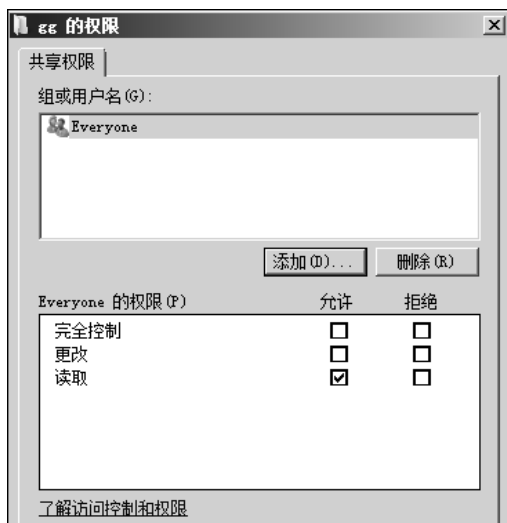 gg 的权限
共享权限
组或用户名(G):
Everyone
添加(D)... 删除(R)
Everyone 的权限(P) 允许 拒绝
完全控制
更改
读取
了解访问控制和权限